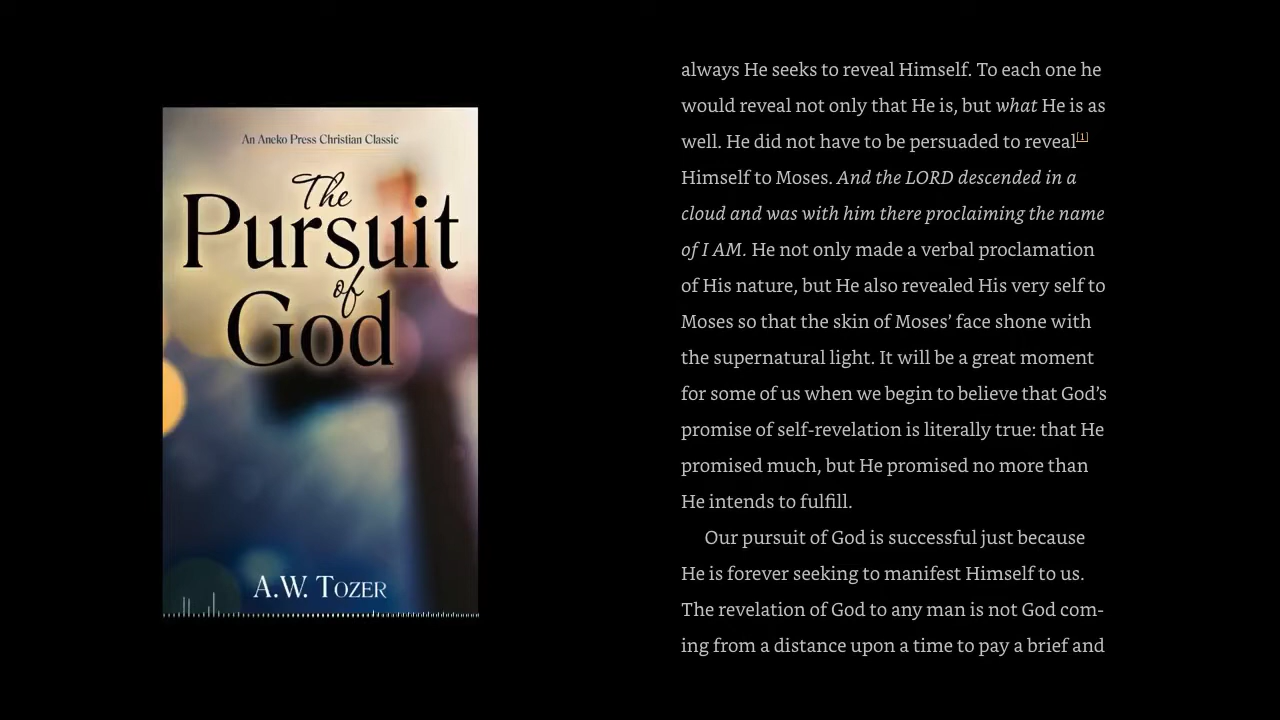 An Aneko Press Christian Classic
The
Pursuit
of
God
A.W. Tozer
always He seeks to reveal Himself. To each one he
would reveal not only that He is, but what He is as
well. He did not have to be persuaded to reveal[1]
Himself to Moses. And the LORD descended in a
cloud and was with him there proclaiming the name
of I AM. He not only made a verbal proclamation
of His nature, but He also revealed His very self to
Moses so that the skin of Moses’ face shone with
the supernatural light. It will be a great moment
for some of us when we begin to believe that God’s
promise of self-revelation is literally true: that He
promised much, but He promised no more than
He intends to fulfill.
Our pursuit of God is successful just because
He is forever seeking to manifest Himself to us.
The revelation of God to any man is not God com-
ing from a distance upon a time to pay a brief and